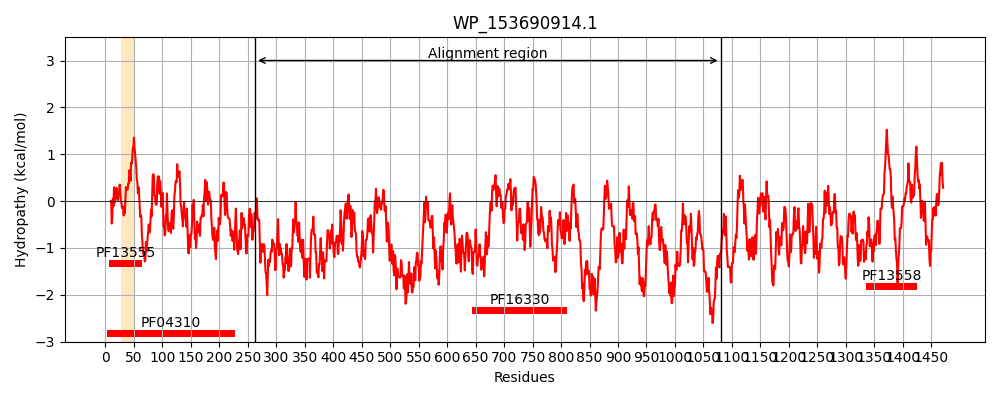 WP_153690914.1
Alignment region
PF13555
PF13558
PF16330
PF04310
3
2
1
0
−1
−2
−3
Hydropathy (kcal/mol)
0 50 100 150 200 250 300 350 400 450 500 550 600 650 700 750 800 850 900 950 1000 1050 1100 1150 1200 1250 1300 1350 1400 1450
Residues